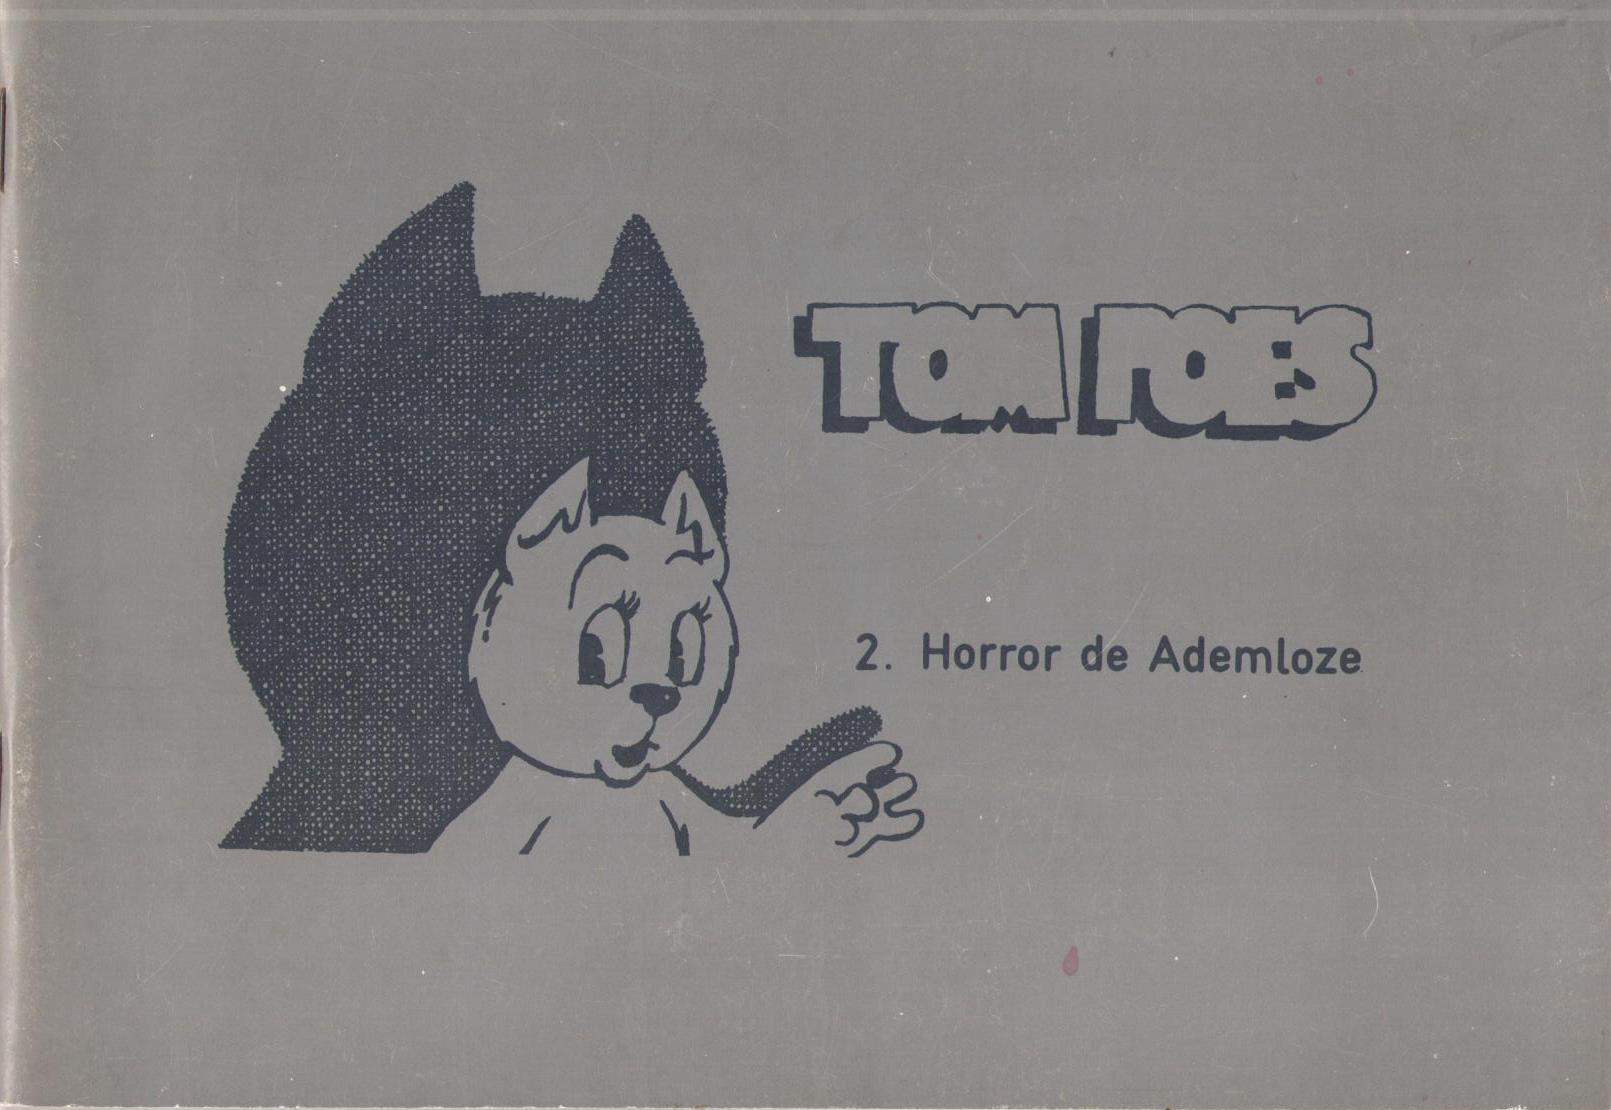 TOM POES
2. Horror de Ademloze